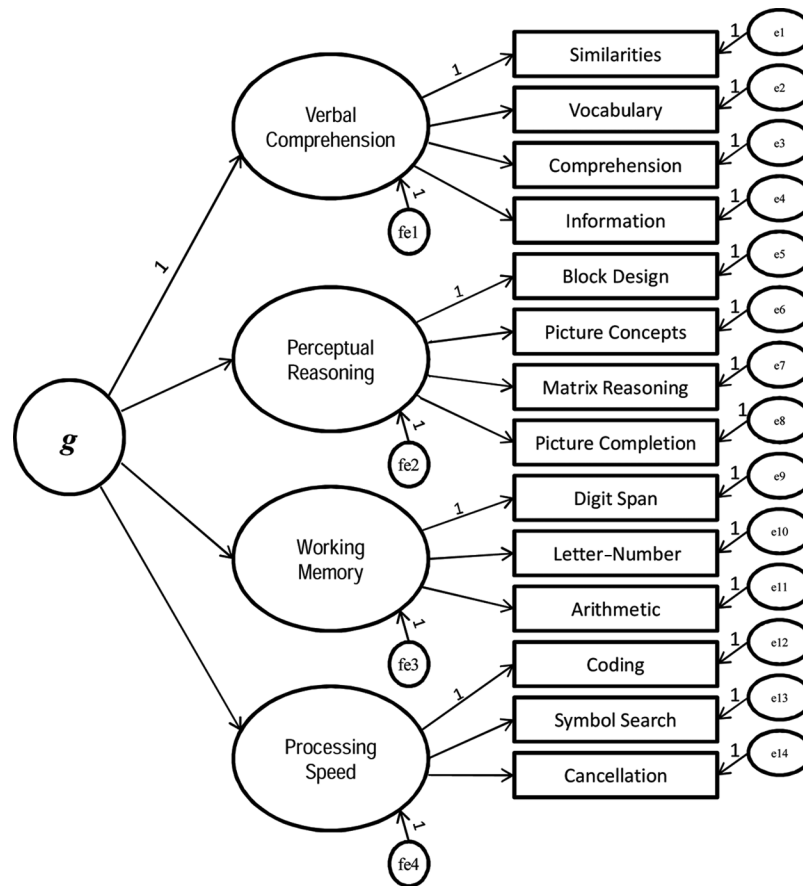 1
Similarities
1
e1
Verbal
Comprehension
Vocabulary
1
e2
Comprehension
1
e3
1
fe1
Information
1
e4
1
1
Block Design
1
e5
Perceptual
Reasoning
Picture Concepts
1
e6
Matrix Reasoning
1
e7
g
1
fe2
Picture Completion
1
e8
1
Digit Span
1
e9
Working
Memory
Letter-Number
1
e10
Arithmetic
1
e11
1
fe3
1
Coding
1
e12
Processing
Speed
Symbol Search
1
e13
Cancellation
1
e14
1
fe4